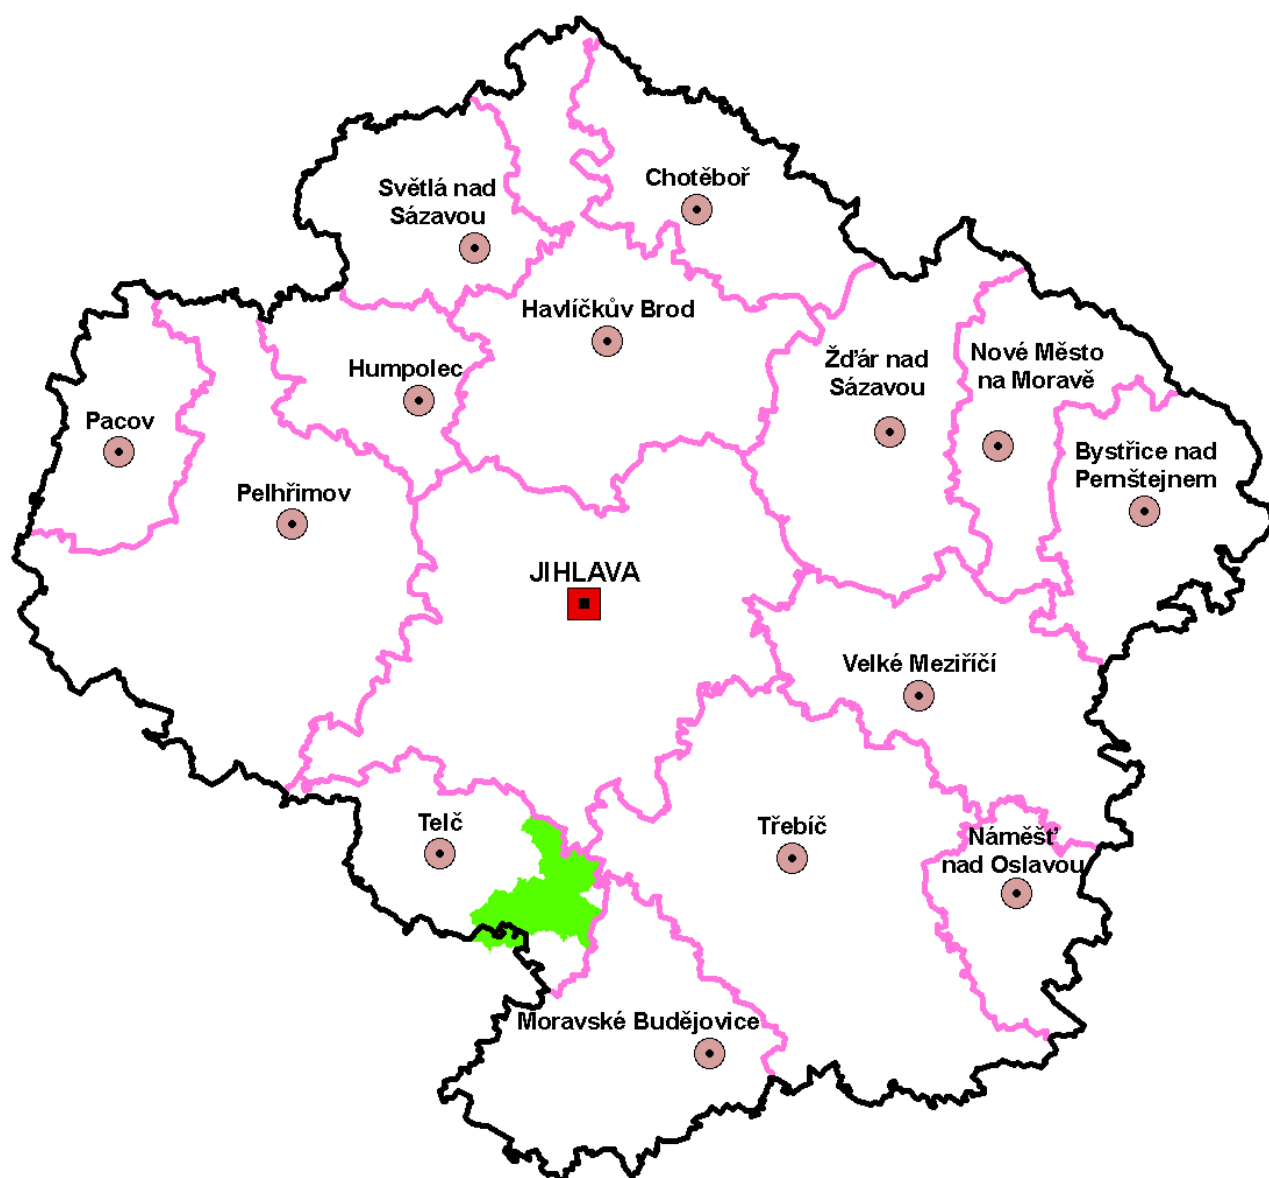 Chotěboř
Světlá nad
Sázavou
Havlíčkův Brod
Humpolec
Žďár nad
Sázavou
Nové Město
na Moravě
Pacov
Bystřice nad
Pernštejnem
Pelhřimov
JIHLAVA
Velké Meziříčí
Telč
Třebíč
Náměšť
nad Oslavou
Moravské Budějovice